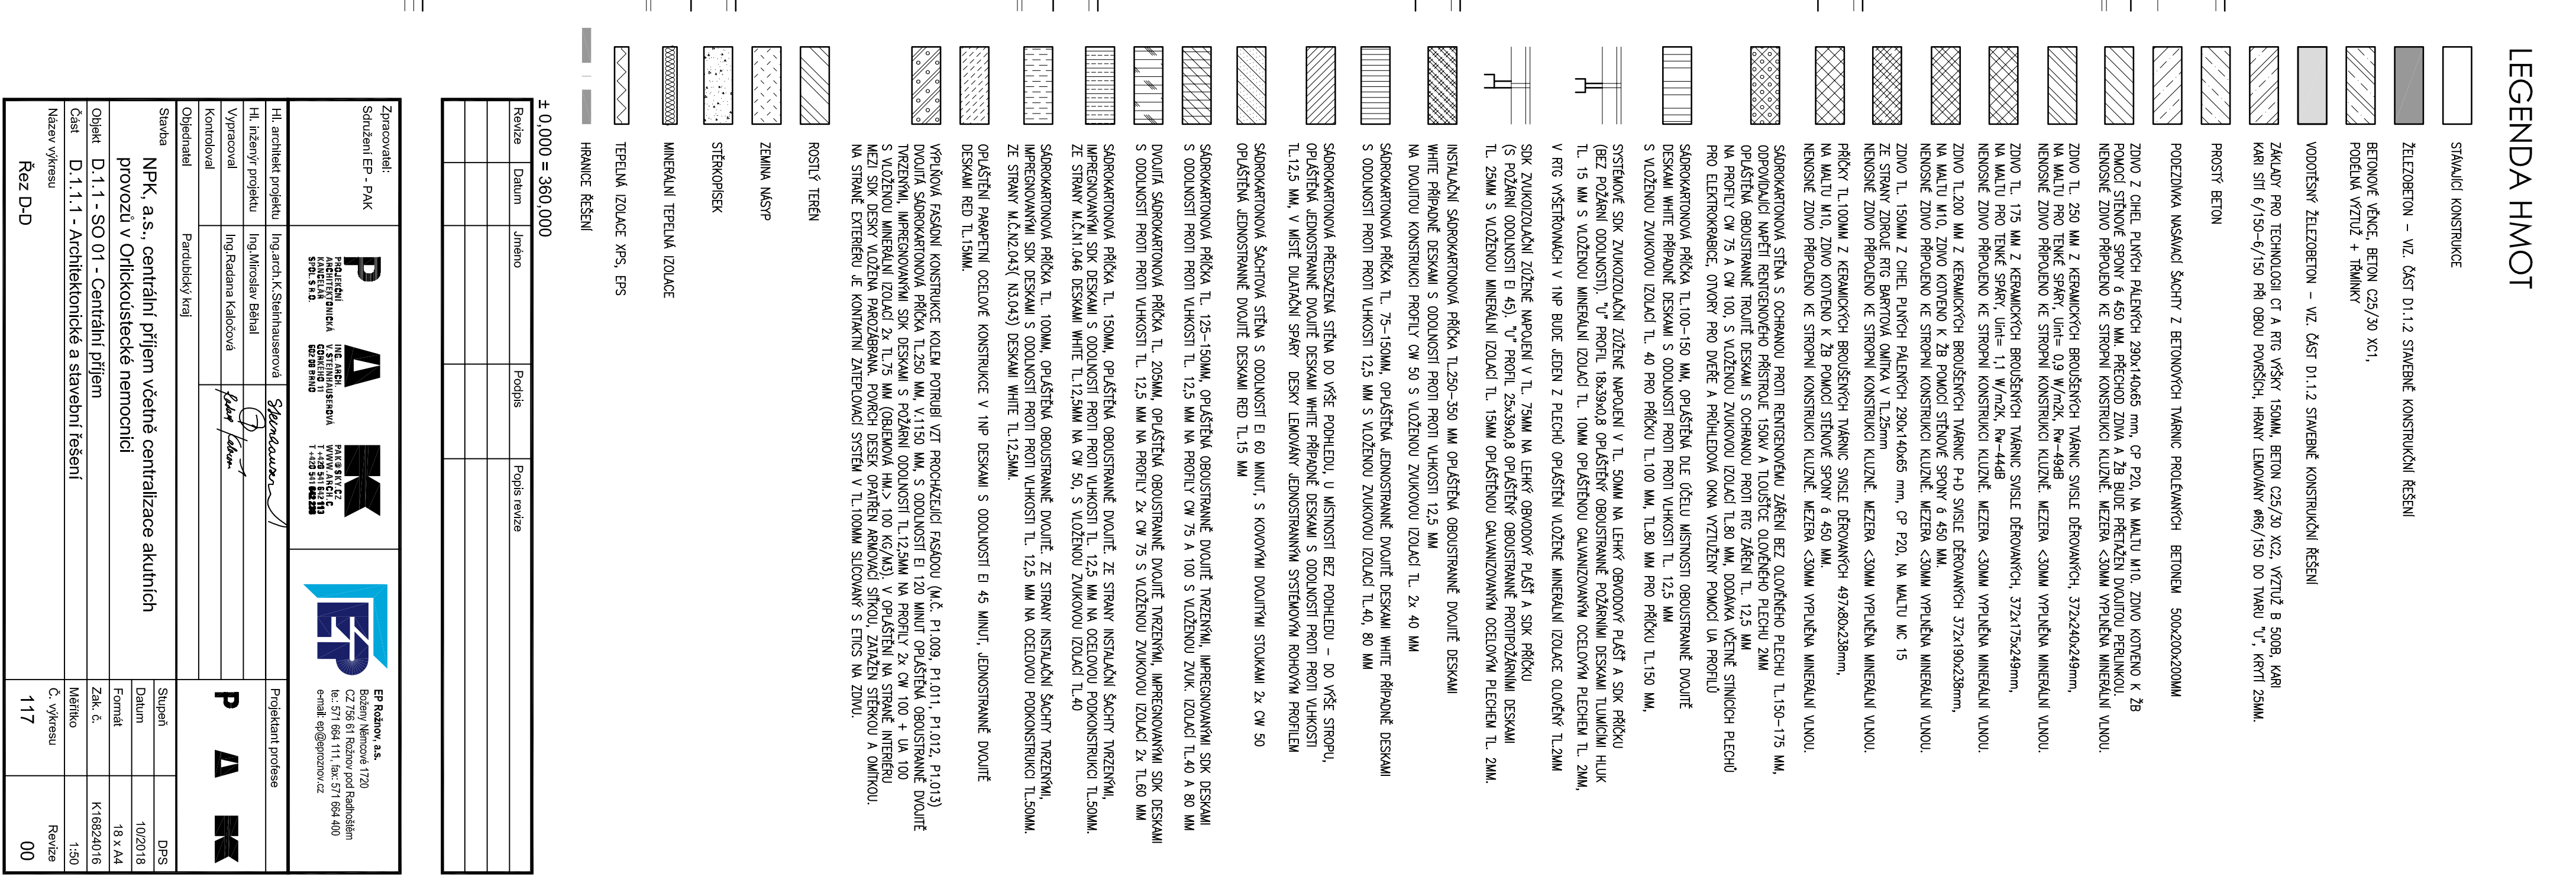 LEGENDA HMOT
STÁVAJÍCÍ KONSTRUKCE
ŽELEZOBETON – VIZ. ČÁST D1.1.2 STAVEBNĚ KONSTRUKČNÍ ŘEŠENÍ
BETONOVÉ VĚNCE, BETON C25/30 XC1,
PODÉLNÁ VÝZTUŽ + TŘMÍNKY
VODOTĚSNÝ ŽELEZOBETON – VIZ. ČÁST D1.1.2 STAVEBNĚ KONSTRUKČNÍ ŘEŠENÍ
ZÁKLADY PRO TECHNOLOGII CT A RTG VÝŠKY 150MM, BETON C25/30 XC2, VÝZTUŽ B 500B, KARI
KARI SÍTÍ 6/150-6/150 PŘI OBOU POVRŠÍCH, HRANY LEMOVÁNY øR6/150 DO TVARU "U", KRYTÍ 25MM.
PROSTÝ BETON
PODEZDÍVKA NASÁVACÍ ŠACHTY Z BETONOVÝCH TVÁRNIC PROLÉVANÝCH BETONEM 500x200x200MM
ZDIVO Z CIHEL PLNÝCH PÁLENÝCH 290x140x65 mm, CP P20, NA MALTU M10. ZDIVO KOTVENO K ŽB
POMOCÍ STĚNOVÉ SPONY á 450 MM. PŘECHOD ZDIVA A ŽB BUDE PŘETAŽEN DVOJITOU PERLINKOU.
NENOSNÉ ZDIVO PŘIPOJENO KE STROPNÍ KONSTRUKCI KLUZNĚ. MEZERA <30MM VYPLNĚNA MINERÁLNÍ VLNOU.
ZDIVO TL. 250 MM Z KERAMICKÝCH BROUŠENÝCH TVÁRNIC SVISLE DĚROVANÝCH, 372x240x249mm,
NA MALTU PRO TENKÉ SPÁRY, Uint= 0,9 W/m2K, Rw-49dB
NENOSNÉ ZDIVO PŘIPOJENO KE STROPNÍ KONSTRUKCI KLUZNĚ. MEZERA <30MM VYPLNĚNA MINERÁLNÍ VLNOU.
ZDIVO TL. 175 MM Z KERAMICKÝCH BROUŠENÝCH TVÁRNIC SVISLE DĚROVANÝCH, 372x175x249mm,
NA MALTU PRO TENKÉ SPÁRY, Uint= 1,1 W/m2K, Rw-44dB
NENOSNÉ ZDIVO PŘIPOJENO KE STROPNÍ KONSTRUKCI KLUZNĚ. MEZERA <30MM VYPLNĚNA MINERÁLNÍ VLNOU.
ZDIVO TL.200 MM Z KERAMICKÝCH BROUŠENÝCH TVÁRNIC P+D SVISLE DĚROVANÝCH 372x190x238mm,
NA MALTU M10, ZDIVO KOTVENO K ŽB POMOCÍ STĚNOVÉ SPONY á 450 MM.
NENOSNÉ ZDIVO PŘIPOJENO KE STROPNÍ KONSTRUKCI KLUZNĚ. MEZERA <30MM VYPLNĚNA MINERÁLNÍ VLNOU.
ZDIVO TL. 150MM Z CIHEL PLNÝCH PÁLENÝCH 290x140x65 mm, CP P20, NA MALTU MC 15
ZE STRANY ZDROJE RTG BARYTOVÁ OMÍTKA V TL.25mm
NENOSNÉ ZDIVO PŘIPOJENO KE STROPNÍ KONSTRUKCI KLUZNĚ. MEZERA <30MM VYPLNĚNA MINERÁLNÍ VLNOU.
PŘÍČKY TL.100MM Z KERAMICKÝCH BROUŠENÝCH TVÁRNIC SVISLE DĚROVANÝCH 497x80x238mm,
NA MALTU M10, ZDIVO KOTVENO K ŽB POMOCÍ STĚNOVÉ SPONY á 450 MM.
NENOSNÉ ZDIVO PŘIPOJENO KE STROPNÍ KONSTRUKCI KLUZNĚ. MEZERA <30MM VYPLNĚNA MINERÁLNÍ VLNOU.
SÁDROKARTONOVÁ STĚNA S OCHRANOU PROTI RENTGENOVÉMU ZÁŘENÍ BEZ OLOVĚNÉHO PLECHU TL.150-175 MM,
ODPOVÍDAJÍCÍ NAPĚTÍ RENTGENOVÉHO PŘÍSTROJE 150kV A TLOUŠŤCE OLOVĚNÉHO PLECHU 2MM
OPLÁŠTĚNÁ OBOUSTRANNĚ TROJITĚ DESKAMI S OCHRANOU PROTI RTG ZÁŘENÍ TL. 12,5 MM
NA PROFILY CW 75 A CW 100, S VLOŽENOU ZVUKOVOU IZOLACÍ TL.80 MM, DODÁVKA VČETNĚ STÍNÍCÍCH PLECHŮ
PRO ELEKTROKRABICE, OTVORY PRO DVEŘE A PRŮHLEDOVÁ OKNA VYZTUŽENY POMOCÍ UA PROFILŮ
SÁDROKARTONOVÁ PŘÍČKA TL.100-150 MM, OPLÁŠTĚNÁ DLE ÚČELU MÍSTNOSTI OBOUSTRANNĚ DVOJITĚ
DESKAMI WHITE PŘÍPADNĚ DESKAMI S ODOLNOSTÍ PROTI PROTI VLHKOSTI TL. 12,5 MM
S VLOŽENOU ZVUKOVOU IZOLACÍ TL. 40 PRO PŘÍČKU TL.100 MM, TL.80 MM PRO PŘÍČKU TL.150 MM,
SYSTÉMOVÉ SDK ZVUKOIZOLAČNÍ ZÚŽENÉ NAPOJENÍ V TL. 50MM NA LEHKÝ OBVODOVÝ PLÁŠŤ A SDK PŘÍČKU
(BEZ POŽÁRNÍ ODOLNOSTI). "U" PROFIL 18x39x0,8 OPLÁŠTĚNÝ OBOUSTRANNĚ POŽÁRNÍMI DESKAMI TLUMÍCÍMI HLUK
TL. 15 MM S VLOŽENOU MINERÁLNÍ IZOLACÍ TL. 10MM OPLÁŠTĚNOU GALVANIZOVANÝM OCELOVÝM PLECHEM TL. 2MM,
V RTG VYŠETŘOVNÁCH V 1NP BUDE JEDEN Z PLECHŮ OPLÁŠTĚNÍ VLOŽENÉ MINERÁLNÍ IZOLACE OLOVĚNÝ TL.2MM
SDK ZVUKOIZOLAČNÍ ZÚŽENÉ NAPOJENÍ V TL. 75MM NA LEHKÝ OBVODOVÝ PLÁŠŤ A SDK PŘÍČKU
(S POŽÁRNÍ ODOLNOSTÍ EI 45). "U" PROFIL 25x39x0,8 OPLÁŠTĚNÝ OBOUSTRANNĚ PROTIPOŽÁRNÍMI DESKAMI
TL. 25MM S VLOŽENOU MINERÁLNÍ IZOLACÍ TL. 15MM OPLÁŠTĚNOU GALVANIZOVANÝM OCELOVÝM PLECHEM TL. 2MM.
INSTALAČNÍ SÁDROKARTONOVÁ PŘÍČKA TL.250-350 MM OPLÁŠTĚNÁ OBOUSTRANNĚ DVOJITĚ DESKAMI
WHITE PŘÍPADNĚ DESKAMI S ODOLNOSTÍ PROTI PROTI VLHKOSTI 12,5 MM
NA DVOJITOU KONSTRUKCI PROFILY CW 50 S VLOŽENOU ZVUKOVOU IZOLACÍ TL. 2x 40 MM
SÁDROKARTONOVÁ PŘÍČKA TL. 75-150MM, OPLÁŠTĚNÁ JEDNOSTRANNĚ DVOJITĚ DESKAMI WHITE PŘÍPADNĚ DESKAMI
S ODOLNOSTÍ PROTI PROTI VLHKOSTI 12,5 MM S VLOŽENOU ZVUKOVOU IZOLACÍ TL.40, 80 MM
SÁDROKARTONOVÁ PŘEDSAZENÁ STĚNA DO VÝŠE PODHLEDU, U MÍSTNOSTÍ BEZ PODHLEDU – DO VÝŠE STROPU,
OPLÁŠTĚNÁ JEDNOSTRANNĚ DVOJITĚ DESKAMI WHITE PŘÍPADNĚ DESKAMI S ODOLNOSTÍ PROTI PROTI VLHKOSTI
TL.12,5 MM, V MÍSTĚ DILATAČNÍ SPÁRY DESKY LEMOVÁNY JEDNOSTRANNÝM SYSTÉMOVÝM ROHOVÝM PROFILEM
SÁDROKARTONOVÁ ŠACHTOVÁ STĚNA S ODOLNOSTÍ EI 60 MINUT, S KOVOVÝMI DVOJITÝMI STOJKAMI 2x CW 50
OPLÁŠTĚNÁ JEDNOSTRANNĚ DVOJITĚ DESKAMI RED TL.15 MM
SÁDROKARTONOVÁ PŘÍČKA TL. 125-150MM, OPLÁŠTĚNÁ OBOUSTRANNĚ DVOJITĚ TVRZENÝMI, IMPREGNOVANÝMI SDK DESKAMI
S ODOLNOSTÍ PROTI PROTI VLHKOSTI TL. 12,5 MM NA PROFILY CW 75 A 100 S VLOŽENOU ZVUK. IZOLACÍ TL.40 A 80 MM
DVOJITÁ SÁDROKARTONOVÁ PŘÍČKA TL. 205MM, OPLÁŠTĚNÁ OBOUSTRANNĚ DVOJITĚ TVRZENÝMI, IMPREGNOVANÝMI SDK DESKAMI
S ODOLNOSTÍ PROTI PROTI VLHKOSTI TL. 12,5 MM NA PROFILY 2x CW 75 S VLOŽENOU ZVUKOVOU IZOLACÍ 2x TL.60 MM
SÁDROKARTONOVÁ PŘÍČKA TL. 150MM, OPLÁŠTĚNÁ OBOUSTRANNĚ DVOJITĚ. ZE STRANY INSTALAČNÍ ŠACHTY TVRZENÝMI,
IMPREGNOVANÝMI SDK DESKAMI S ODOLNOSTÍ PROTI PROTI VLHKOSTI TL. 12,5 MM NA OCELOVOU PODKONSTRUKCI TL.50MM.
ZE STRANY M.Č.N1.046 DESKAMI WHITE TL.12,5MM NA CW 50, S VLOŽENOU ZVUKOVOU IZOLACÍ TL.40
SÁDROKARTONOVÁ PŘÍČKA TL. 100MM, OPLÁŠTĚNÁ OBOUSTRANNĚ DVOJITĚ. ZE STRANY INSTALAČNÍ ŠACHTY TVRZENÝMI,
IMPREGNOVANÝMI SDK DESKAMI S ODOLNOSTÍ PROTI PROTI VLHKOSTI TL. 12,5 MM NA OCELOVOU PODKONSTRUKCI TL.50MM.
ZE STRANY M.Č.N2.043( N3.043) DESKAMI WHITE TL.12,5MM.
OPLÁŠTĚNÍ PARAPETNÍ OCELOVÉ KONSTRUKCE V 1NP DESKAMI S ODOLNOSTÍ EI 45 MINUT, JEDNOSTRANNĚ DVOJITĚ
DESKAMI RED TL.15MM.
VÝPLŇOVÁ FASÁDNÍ KONSTRUKCE KOLEM POTRUBÍ VZT PROCHÁZEJÍCÍ FASÁDOU (M.Č. P1.009, P1.011, P1.012, P1.013)
DVOJITÁ SÁDROKARTONOVÁ PŘÍČKA TL.250 MM, V.1150 MM, S ODOLNOSTÍ EI 120 MINUT OPLÁŠTĚNÁ OBOUSTRANNĚ DVOJITĚ
TVRZENÝMI, IMPREGNOVANÝMI SDK DESKAMI S POŽÁRNÍ ODOLNOSTÍ TL.12,5MM NA PROFILY 2x CW 100 + UA 100
S VLOŽENOU MINERÁLNÍ IZOLACÍ 2x TL.75 MM (OBJEMOVÁ HM.> 100 KG/M3). V OPLÁŠTĚNÍ NA STRANĚ INTERIÉRU
MEZI SDK DESKY VLOŽENA PAROZÁBRANA. POVRCH DESEK OPATŘEN ARMOVACÍ SÍŤKOU, ZATAŽEN STĚRKOU A OMÍTKOU.
NA STRANĚ EXTERIÉRU JE KONTAKTNÍ ZATEPLOVACÍ SYSTÉM V TL.100MM SLÍCOVANÝ S ETICS NA ZDIVU.
ROSTLÝ TERÉN
ZEMINA NÁSYP
ŠTĚRKOPÍSEK
MINERÁLNÍ TEPELNÁ IZOLACE
TEPELNÁ IZOLACE XPS, EPS
HRANICE ŘEŠENÍ
± 0,000 = 360,000
Revize Datum Jméno Podpis Popis revize
Zpracovatel:
Sdružení EP - PAK
P A K
PROJEKČNÍ
ARCHITEKTONICKÁ
KANCELÁŘ
SPOL. S R.O.
ING. ARCH.
V. STEINHAUSEROVÁ
GORKÉHO 11
602 00 BRNO
PAK@SKY.CZ
WWW.ARCH.C
T +420 541 642 213
EP
EP Rožnov, a.s.
Boženy Němcové 1720
CZ 756 61 Rožnov pod Radhoštěm
te.: 571 664 111, fax: 571 664 400
e-mail: ep@eproznov.cz
Hl. architekt projektu Ing.arch.K.Steinhauserová
Hl. inženýr projektu Ing.Miroslav Běhal
Vypracoval Ing.Radana Kaločová
Kontroloval
Projektant profese
P A K
Objednatel Pardubický kraj
Stavba NPK, a.s., centrální příjem včetně centralizace akutních
provozů v Orlickoústecké nemocnici
Objekt D.1.1 - SO 01 - Centrální příjem
Část D.1.1.1 - Architektonické a stavební řešení
Název výkresu
Řez D-D
Stupeň DPS
Datum 10/2018
Formát 18 x A4
Zak. č. K16824016
Měřítko 1:50
Č. výkresu Revize
117 00